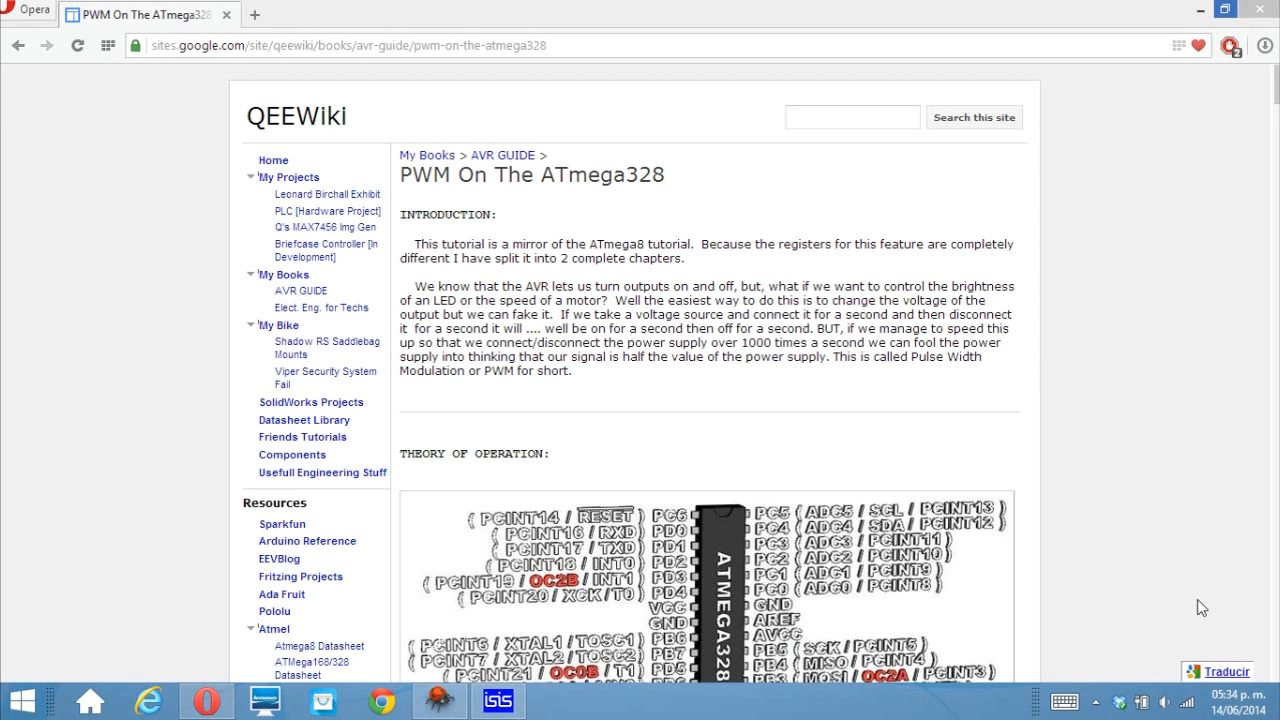 Opera
PWM On The ATmega328
sites.google.com/site/qeewiki/books/avr-guide/pwm-on-the-atmega328
2
QEEWiki
Search this site
Home
My Projects
Leonard Birchall Exhibit
PLC [Hardware Project]
Q's MAX7456 Img Gen
Briefcase Controller [In
Development]
My Books
AVR GUIDE
Elect. Eng. for Techs
My Bike
Shadow RS Saddlebag
Mounts
Viper Security System
Fail
SolidWorks Projects
Datasheet Library
Friends Tutorials
Components
Usefull Engineering Stuff
Resources
Sparkfun
Arduino Reference
EEVBlog
Fritzing Projects
Ada Fruit
Pololu
Atmel
Atmega8 Datasheet
ATMega168/328
Datasheet
My Books > AVR GUIDE >
PWM On The ATmega328
INTRODUCTION:
This tutorial is a mirror of the ATmega8 tutorial. Because the registers for this feature are completely
different I have split it into 2 complete chapters.
We know that the AVR lets us turn outputs on and off, but, what if we want to control the brightness
of an LED or the speed of a motor? Well the easiest way to do this is to change the voltage of the
output but we can fake it. If we take a voltage source and connect it for a second and then disconnect
it for a second it will .... well be on for a second then off for a second. BUT, if we manage to speed this
up so that we connect/disconnect the power supply over 1000 times a second we can fool the power
supply into thinking that our signal is half the value of the power supply. This is called Pulse Width
Modulation or PWM for short.
THEORY OF OPERATION:
( PCINT14 / RESET ) PC6
( PCINT16 / RXD ) PD0
( PCINT17 / TXD ) PD1
( PCINT18 / INT0 ) PD2
( PCINT19 / OC2B / INT1 ) PD3
( PCINT20 / XCK / T0 ) PD4
VCC
GND
( PCINT6 / XTAL1 / TOSC1 ) PB6
( PCINT7 / XTAL2 / TOSC2 ) PB7
( PCINT21 / OC0B / T1 ) PD5
ATMEGA328
PC5 ( ADC5 / SCL / PCINT13 )
PC4 ( ADC4 / SDA / PCINT12 )
PC3 ( ADC3 / PCINT11 )
PC2 ( ADC2 / PCINT10 )
PC1 ( ADC1 / PCINT9 )
PC0 ( ADC0 / PCINT8 )
GND
AREF
AVCC
PB5 ( SCK / PCINT5 )
PB4 ( MISO / PCINT4 )
PB3 ( MOSI / OC2A / PCINT3 )
Traducir
isis
05:34 p. m.
14/06/2014